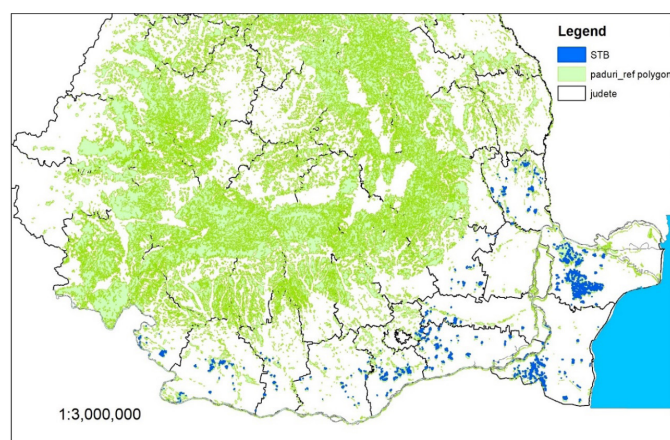 Legend
STB
paduri_ref polygon
judete
1:3,000,000